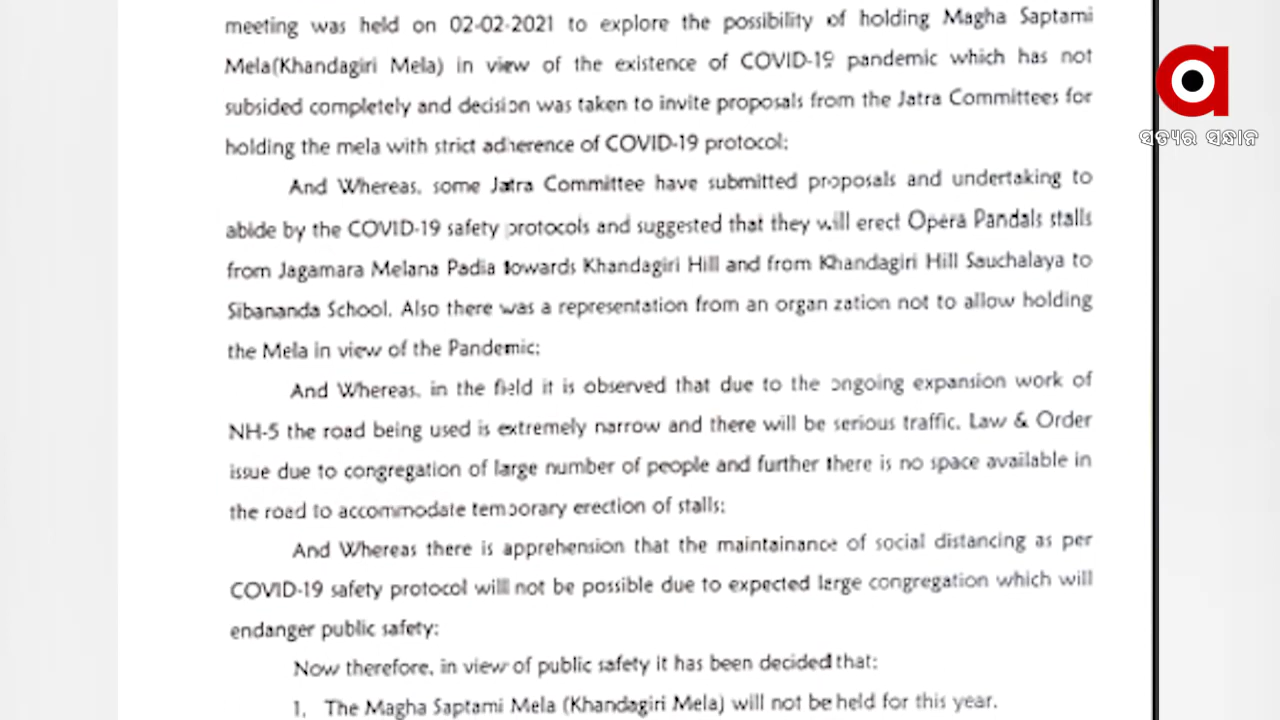 meeting was held on 02-02-2021 to explore the possibility of holding Magha Saptami
Mela(Khandagiri Mela) in view of the existence of COVID-19 pandemic which has not
subsided completely and decision was taken to invite proposals from the Jatra Committees for
holding the mela with strict adherence of COVID-19 protocol;
And Whereas, some Jatra Committee have submitted proposals and undertaking to
abide by the COVID-19 safety protocols and suggested that they will erect Opera Pandals stalls
from Jagamara Melana Padia towards Khandagiri Hill and from Khandagiri Hill Sauchalaya to
Sibananda School. Also there was a representation from an organ zation not to allow holding
the Mela in view of the Pandemic;
And Whereas, in the field it is observed that due to the ongoing expansion work of
NH-5 the road being used is extremely narrow and there will be serious traffic, Law & Order
issue due to congregation of large number of people and further there is no space available in
the road to accommodate temporary erection of stalls;
And Whereas there is apprehension that the maintainance of social distancing as per
COVID-19 safety protocol will not be possible due to expected large congregation which will
endanger public safety;
Now therefore, in view of public safety it has been decided that;
1. The Magha Saptami Mela (Khandagiri Mela) will not be held for this year.
a
ସତ୍ୟର ସନ୍ଧାନ